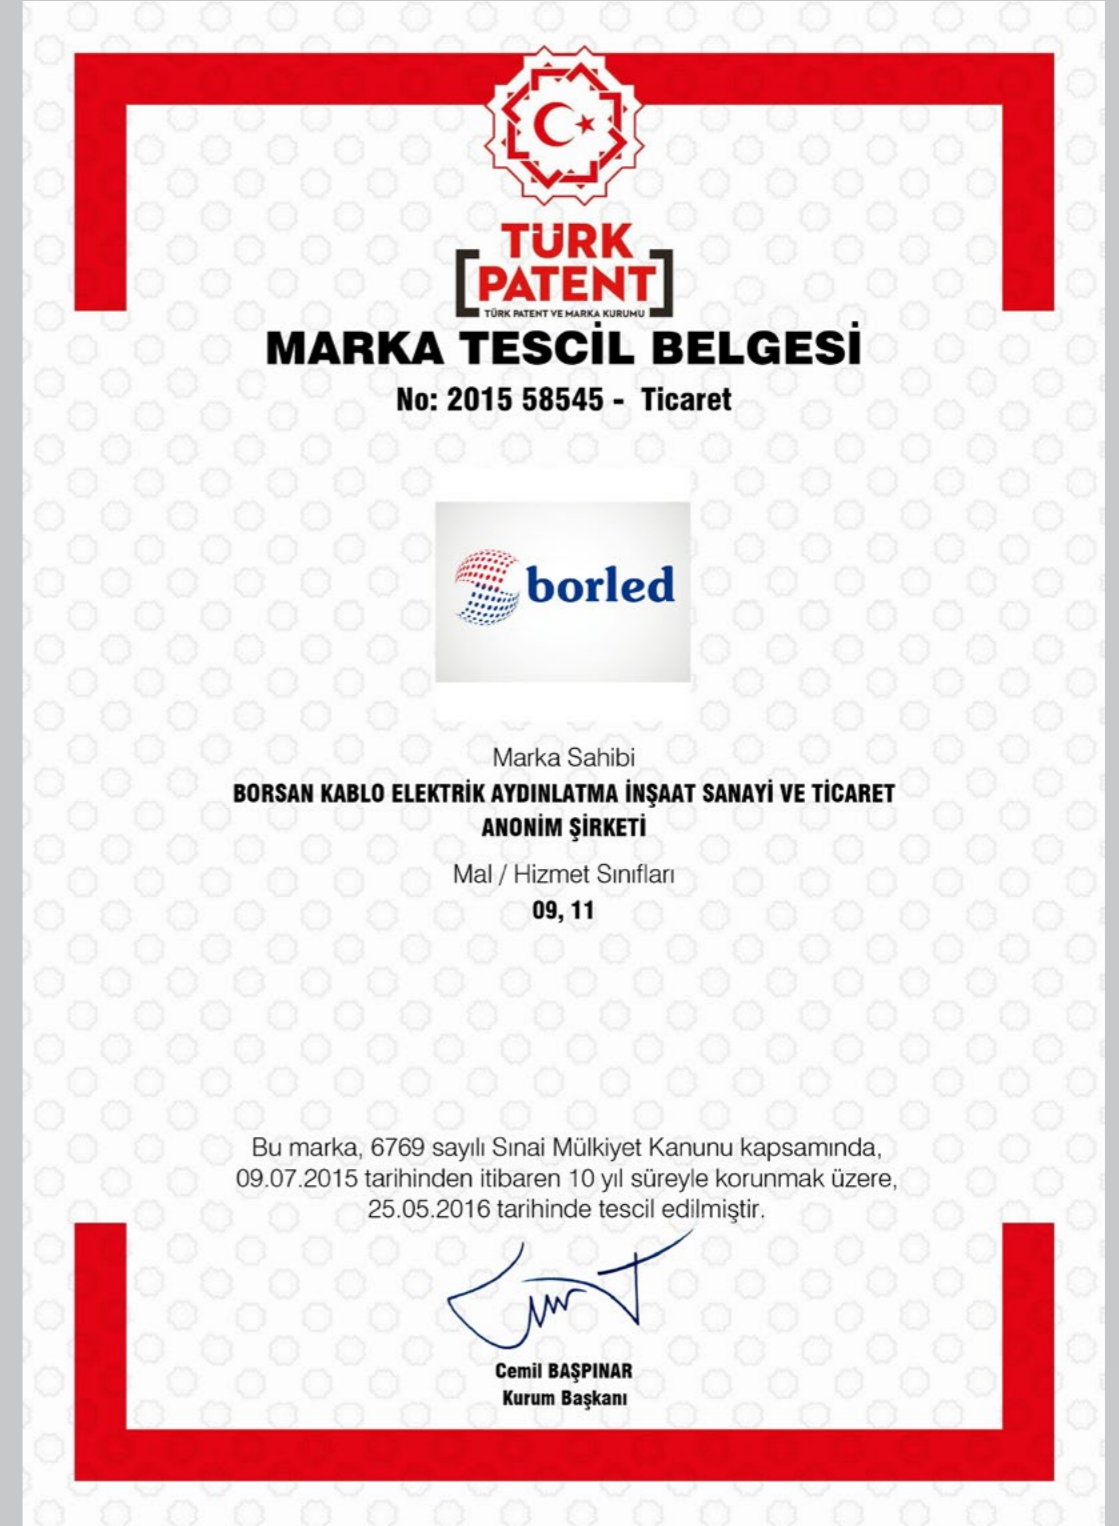 TÜRK
PATENT
TÜRK PATENT VE MARKA KURUMU
MARKA TESCİL BELGESİ
No: 2015 58545 - Ticaret
borled
Marka Sahibi
BORSAN KABLO ELEKTRİK AYDINLATMA İNŞAAT SANAYİ VE TİCARET
ANONİM ŞİRKETİ
Mal / Hizmet Sınıfları
09, 11
Bu marka, 6769 sayılı Sınai Mülkiyet Kanunu kapsamında,
09.07.2015 tarihinden itibaren 10 yıl süreyle korunmak üzere,
25.05.2016 tarihinde tescil edilmiştir.
Cemil BAŞPINAR
Kurum Başkanı